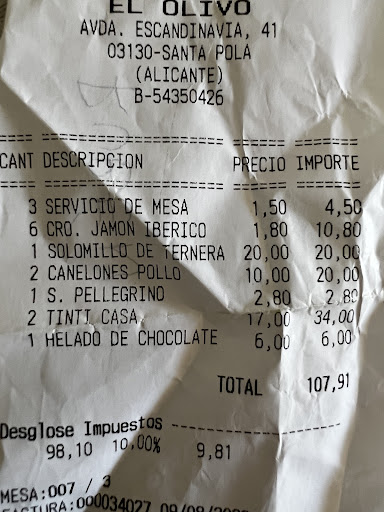 EL OLIVO
AVDA. ESCANDINAVIA, 41
03130-SANTA POLA
(ALICANTE)
B-54350426
CANT DESCRIPCION PRECIO IMPORTE
3 SERVICIO DE MESA 1,50 4,50
6 CRO. JAMON IBERICO 1,80 10,80
1 SOLOMILLO DE TERNERA 20,00 20,00
2 CANELONES POLLO 10,00 20,00
1 S. PELLEGRINO 2,80 2,80
2 TINTI CASA 17,00 34,00
1 HELADO DE CHOCOLATE 6,00 6,00
TOTAL 107,91
Desglose Impuestos ------------------
98,10 10,00% 9,81
MESA:007 / 3
FACTURA:000034027